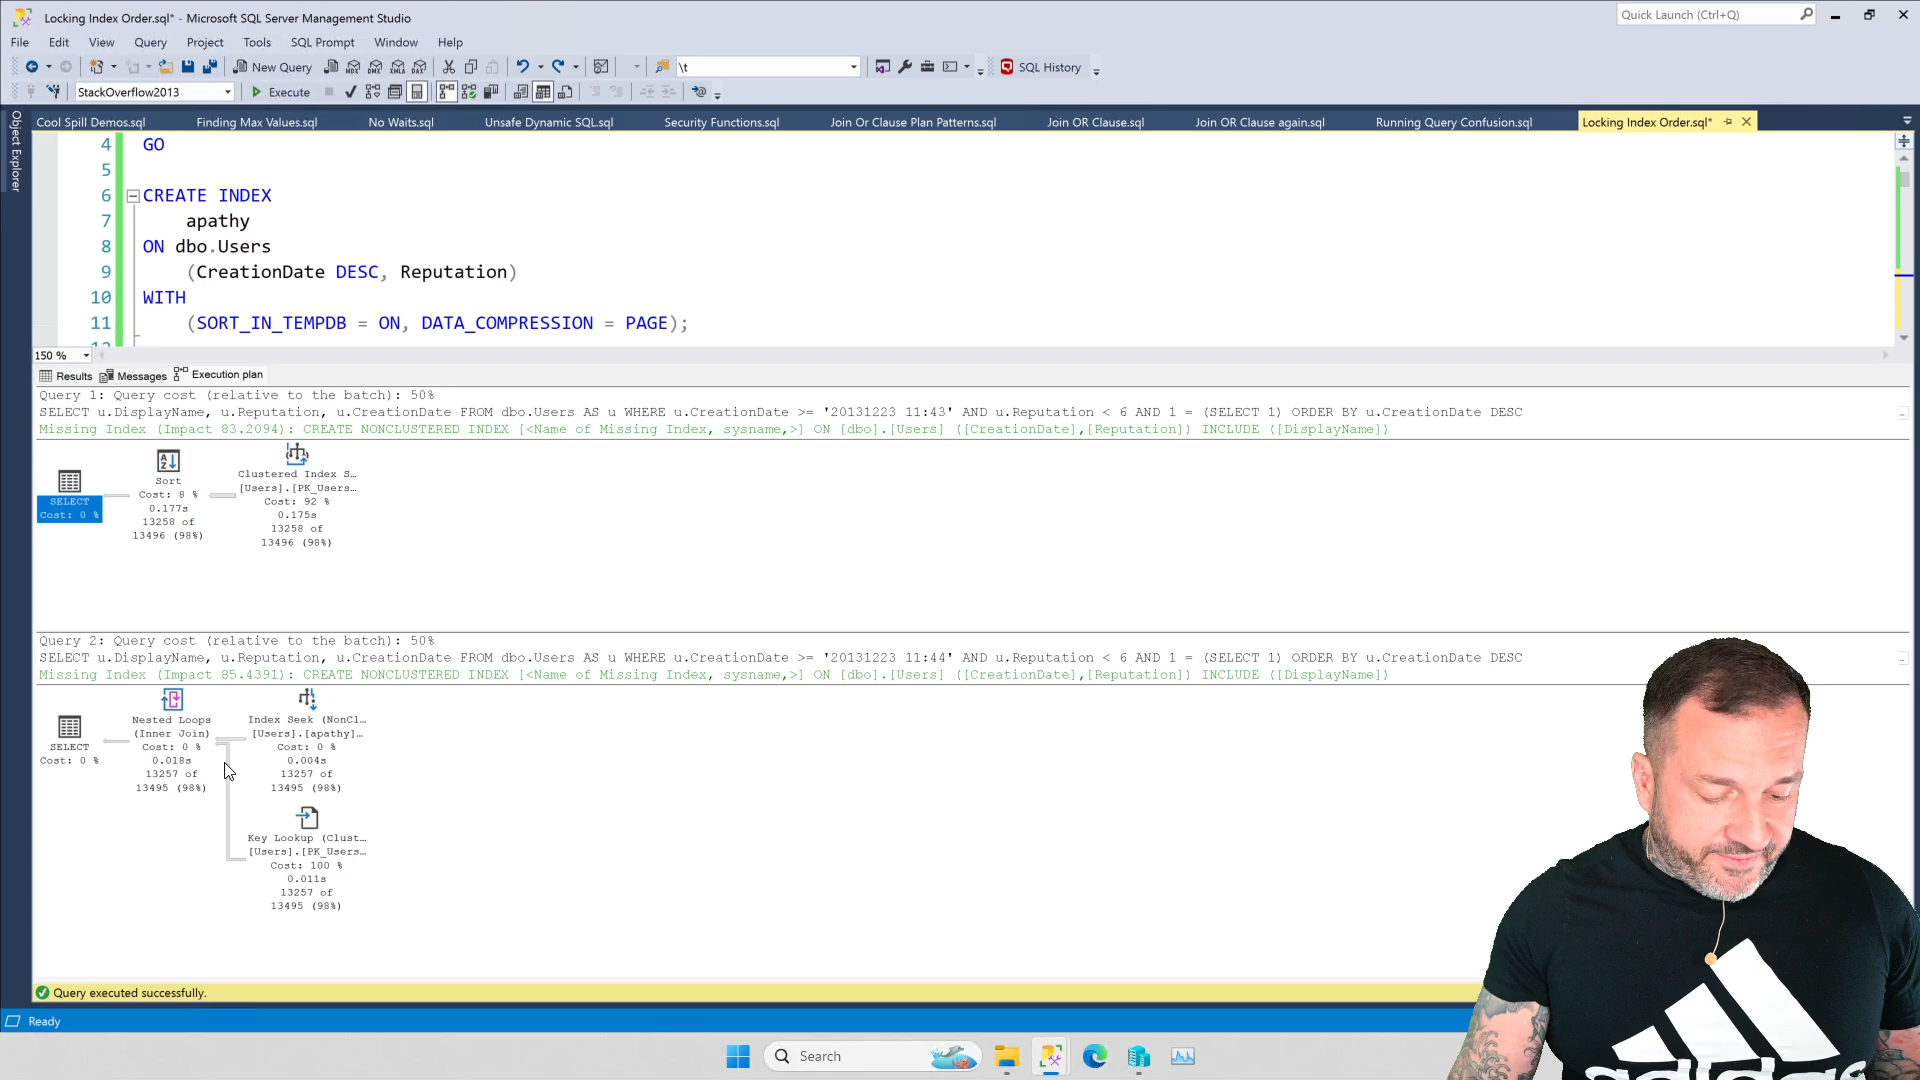 Locking Index Order.sql* - Microsoft SQL Server Management Studio
Quick Launch (Ctrl+Q)
File Edit View Query Project Tools SQL Prompt Window Help
New Query
MDX DMX XMLA DAX
\t
SQL History
StackOverflow2013
Execute
Object Explorer
Cool Spill Demos.sql Finding Max Values.sql No Waits.sql Unsafe Dynamic SQL.sql Security Functions.sql Join Or Clause Plan Patterns.sql Join OR Clause.sql Join OR Clause again.sql Running Query Confusion.sql Locking Index Order.sql*
4 GO
5
6 CREATE INDEX
7 apathy
8 ON dbo.Users
9 (CreationDate DESC, Reputation)
10 WITH
11 (SORT_IN_TEMPDB = ON, DATA_COMPRESSION = PAGE);
150 %
Results Messages Execution plan
Query 1: Query cost (relative to the batch): 50%
SELECT u.DisplayName, u.Reputation, u.CreationDate FROM dbo.Users AS u WHERE u.CreationDate >= '20131223 11:43' AND u.Reputation < 6 AND 1 = (SELECT 1) ORDER BY u.CreationDate DESC
Missing Index (Impact 83.2094): CREATE NONCLUSTERED INDEX [<Name of Missing Index, sysname,>] ON [dbo].[Users] ([CreationDate],[Reputation]) INCLUDE ([DisplayName])
SELECT
Cost: 0 %
Sort
Cost: 8 %
0.177s
13258 of
13496 (98%)
Clustered Index S…
[Users].[PK_Users…
Cost: 92 %
0.175s
13258 of
13496 (98%)
Query 2: Query cost (relative to the batch): 50%
SELECT u.DisplayName, u.Reputation, u.CreationDate FROM dbo.Users AS u WHERE u.CreationDate >= '20131223 11:44' AND u.Reputation < 6 AND 1 = (SELECT 1) ORDER BY u.CreationDate DESC
Missing Index (Impact 85.4391): CREATE NONCLUSTERED INDEX [<Name of Missing Index, sysname,>] ON [dbo].[Users] ([CreationDate],[Reputation]) INCLUDE ([DisplayName])
SELECT
Cost: 0 %
Nested Loops
(Inner Join)
Cost: 0 %
0.018s
13257 of
13495 (98%)
Index Seek (NonCl…
[Users].[apathy]…
Cost: 0 %
0.004s
13257 of
13495 (98%)
Key Lookup (Clust…
[Users].[PK_Users…
Cost: 100 %
0.011s
13257 of
13495 (98%)
Query executed successfully.
Ready
Search
adidas